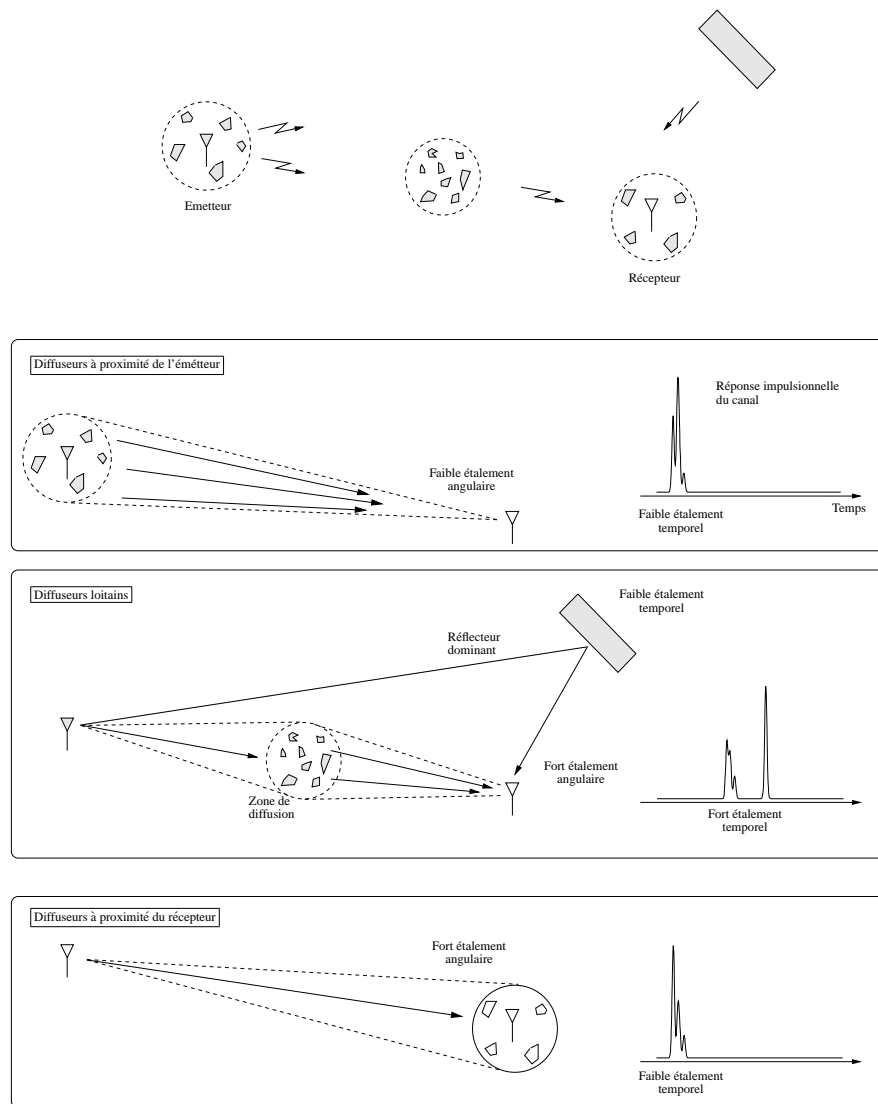 Emetteur
Récepteur
Diffuseurs à proximité de l'émétteur
Réponse impulsionnelle
du canal
Faible étalement
angulaire
Faible étalement
temporel
Temps
Diffuseurs loitains
Faible étalement
temporel
Réflecteur
dominant
Fort étalement
angulaire
Zone de
diffusion
Fort étalement
temporel
Diffuseurs à proximité du récepteur
Fort étalement
angulaire
Faible étalement
temporel